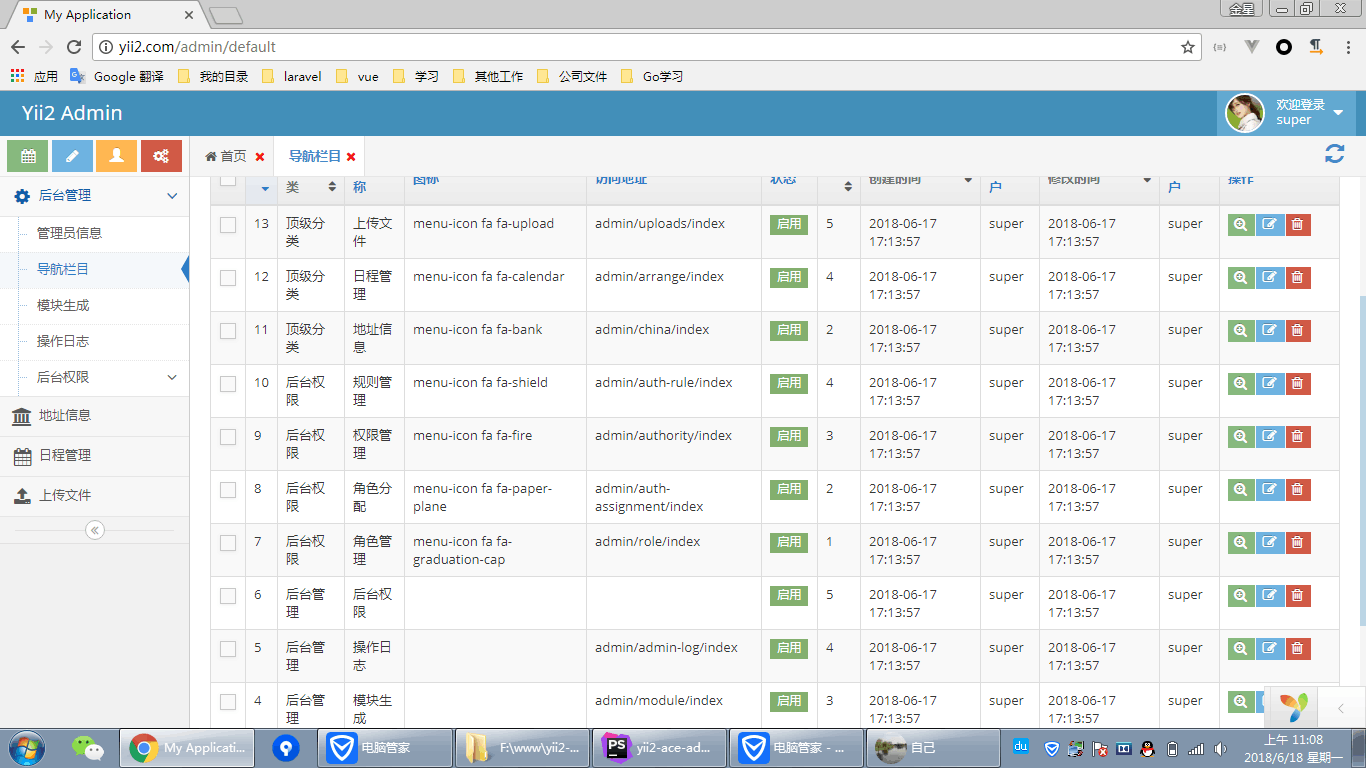 My Application
金星
yii2.com/admin/default
应用 Google 翻译 我的目录 laravel vue 学习 其他工作 公司文件 Go学习
Yii2 Admin
欢迎登录
super
首页 导航栏目
后台管理
管理员信息
导航栏目
模块生成
操作日志
后台权限
地址信息
日程管理
上传文件
类 称 图标 访问地址 状态 创建时间 户 修改时间 户 操作
13 顶级分类 上传文件 menu-icon fa fa-upload admin/uploads/index 启用 5 2018-06-17 17:13:57 super 2018-06-17 17:13:57 super
12 顶级分类 日程管理 menu-icon fa fa-calendar admin/arrange/index 启用 4 2018-06-17 17:13:57 super 2018-06-17 17:13:57 super
11 顶级分类 地址信息 menu-icon fa fa-bank admin/china/index 启用 2 2018-06-17 17:13:57 super 2018-06-17 17:13:57 super
10 后台权限 规则管理 menu-icon fa fa-shield admin/auth-rule/index 启用 4 2018-06-17 17:13:57 super 2018-06-17 17:13:57 super
9 后台权限 权限管理 menu-icon fa fa-fire admin/authority/index 启用 3 2018-06-17 17:13:57 super 2018-06-17 17:13:57 super
8 后台权限 角色分配 menu-icon fa fa-paper-plane admin/auth-assignment/index 启用 2 2018-06-17 17:13:57 super 2018-06-17 17:13:57 super
7 后台权限 角色管理 menu-icon fa fa-graduation-cap admin/role/index 启用 1 2018-06-17 17:13:57 super 2018-06-17 17:13:57 super
6 后台管理 后台权限 启用 5 2018-06-17 17:13:57 super 2018-06-17 17:13:57 super
5 后台管理 操作日志 admin/admin-log/index 启用 4 2018-06-17 17:13:57 super 2018-06-17 17:13:57 super
4 后台管理 模块生成 admin/module/index 启用 3 2018-06-17 17:13:57 super 2018-06-17 17:13:57 super
My Applicati... 电脑管家 F:\www\yii2-... PS yii2-ace-ad... 电脑管家 - ... 自己 du
上午 11:08
2018/6/18 星期一